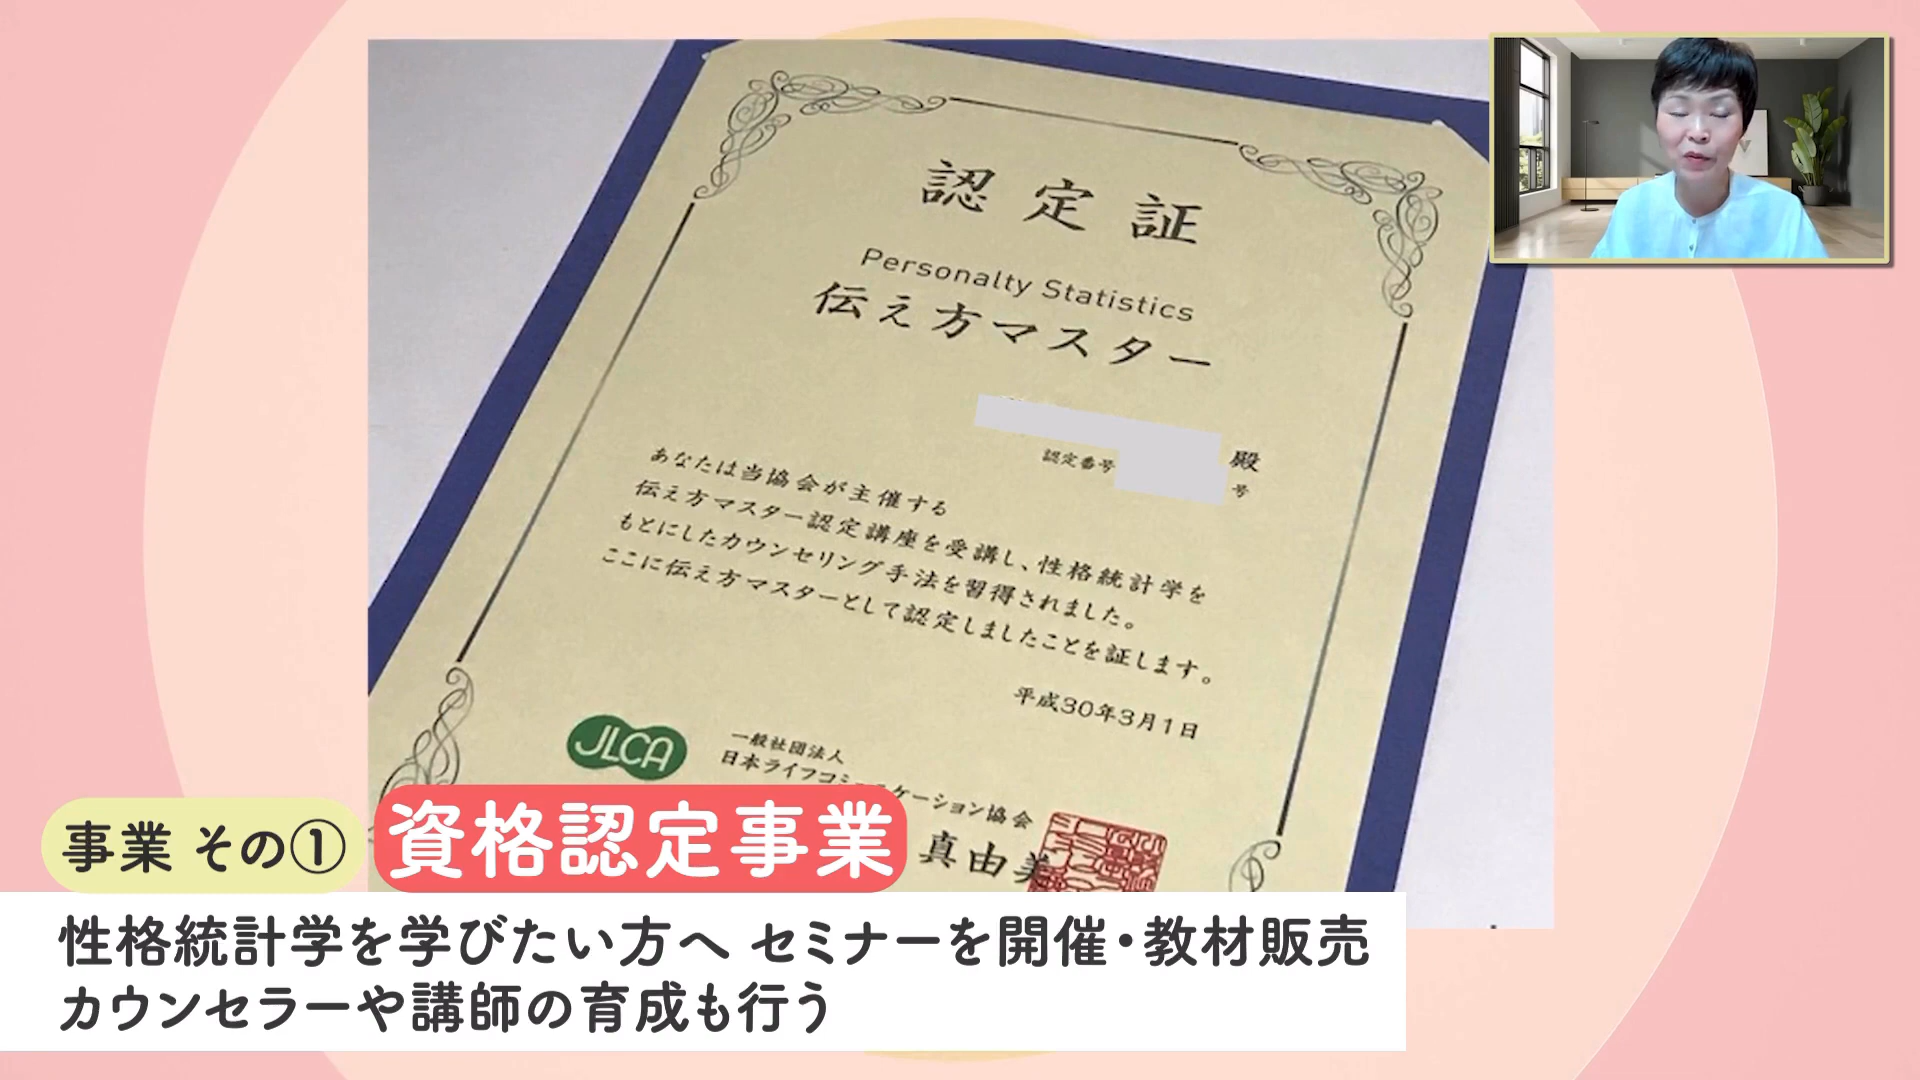 認定証
Personalty Statistics
伝え方マスター
殿
認定番号
号
あなたは当協会が主催する
伝え方マスター認定講座を受講し、性格統計学を
もとにしたカウンセリング手法を習得されました。
ここに伝え方マスターとして認定しましたことを証します。
平成30年3月1日
JLCA
一般社団法人
日本ライフコミュニケーション協会
真由美
事業 その①
資格認定事業
性格統計学を学びたい方へ セミナーを開催・教材販売
カウンセラーや講師の育成も行う